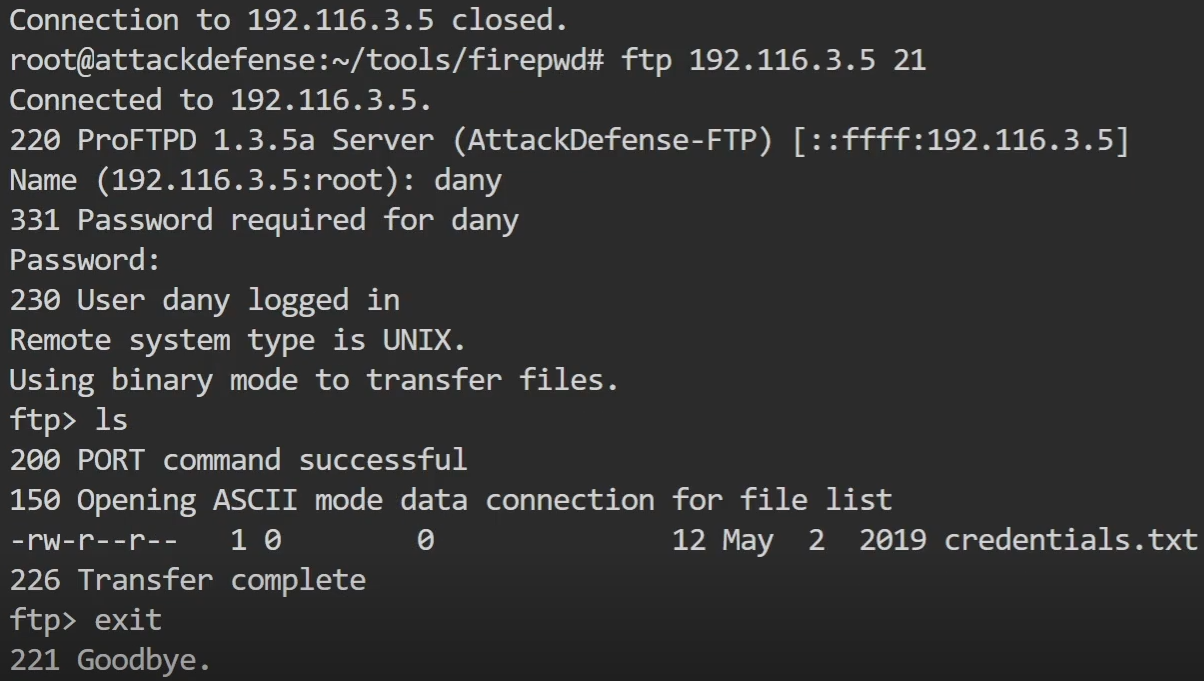 Connection to 192.116.3.5 closed.
root@attackdefense:~/tools/firepwd# ftp 192.116.3.5 21
Connected to 192.116.3.5.
220 ProFTPD 1.3.5a Server (AttackDefense-FTP) [::ffff:192.116.3.5]
Name (192.116.3.5:root): dany
331 Password required for dany
Password:
230 User dany logged in
Remote system type is UNIX.
Using binary mode to transfer files.
ftp> ls
200 PORT command successful
150 Opening ASCII mode data connection for file list
-rw-r--r--   1 0        0              12 May  2  2019 credentials.txt
226 Transfer complete
ftp> exit
221 Goodbye.